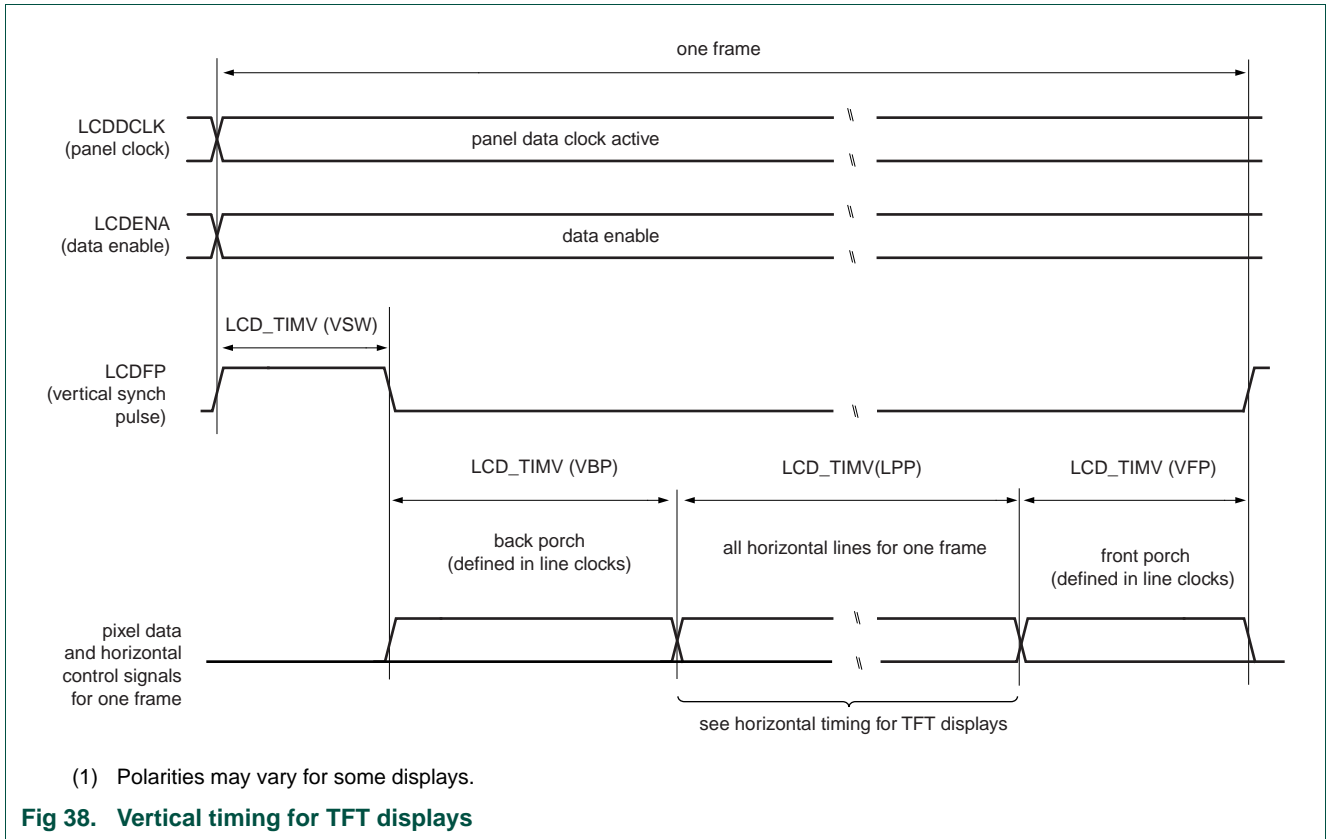 one frame
LCDDCLK
(panel clock)
panel data clock active
LCDENA
(data enable)
data enable
LCD_TIMV (VSW)
LCDFP
(vertical synch
pulse)
LCD_TIMV (VBP)
LCD_TIMV(LPP)
LCD_TIMV (VFP)
back porch
(defined in line clocks)
all horizontal lines for one frame
front porch
(defined in line clocks)
pixel data
and horizontal
control signals
for one frame
see horizontal timing for TFT displays
(1) Polarities may vary for some displays.
Fig 38. Vertical timing for TFT displays